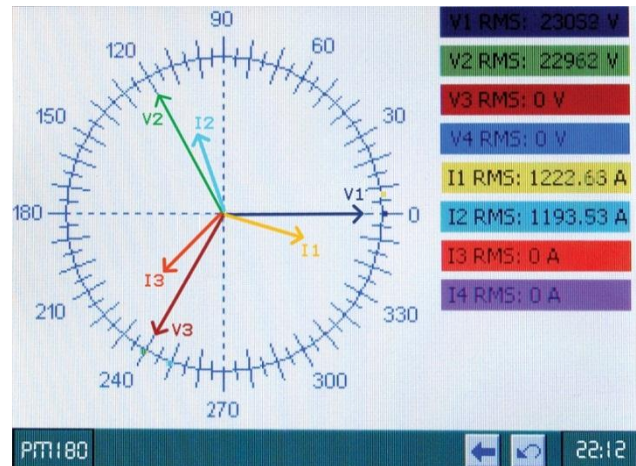 90
60
30
0
330
300
270
240
210
180
150
120
V1
V2
V3
I1
I2
I3
V1 RMS: 23052 V
V2 RMS: 22962 V
V3 RMS: 0 V
V4 RMS: 0 V
I1 RMS: 1222.63 A
I2 RMS: 1193.53 A
I3 RMS: 0 A
I4 RMS: 0 A
PM180
22:12